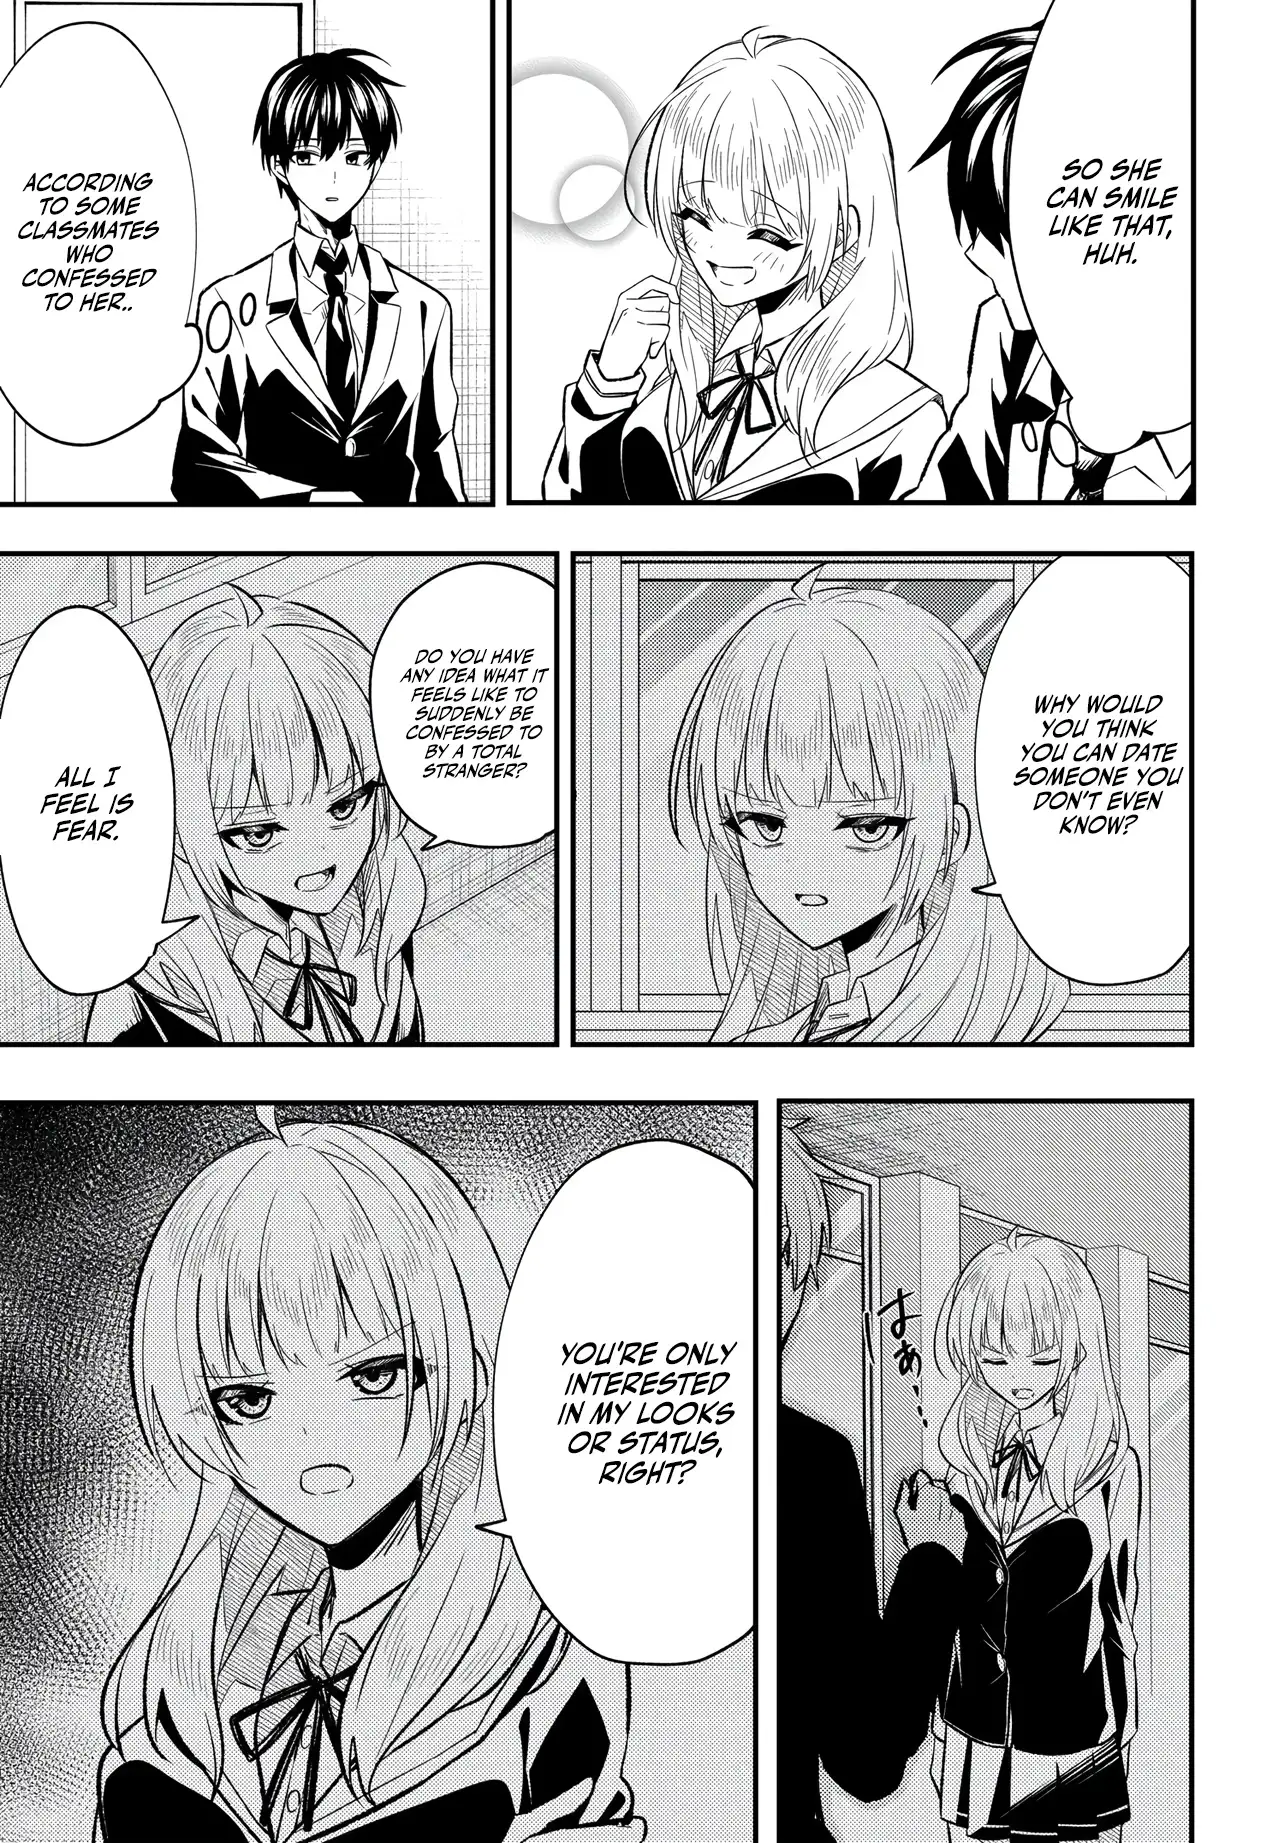 SO SHE
CAN SMILE
LIKE THAT,
HUH.
ACCORDING
TO SOME
CLASSMATES
WHO
CONFESSED
TO HER..
WHY WOULD
YOU THINK
YOU CAN DATE
SOMEONE YOU
DON'T EVEN
KNOW?
DO YOU HAVE
ANY IDEA WHAT IT
FEELS LIKE TO
SUDDENLY BE
CONFESSED TO
BY A TOTAL
STRANGER?
ALL I
FEEL IS
FEAR.
はぁ...
YOU'RE ONLY
INTERESTED
IN MY LOOKS
OR STATUS,
RIGHT?